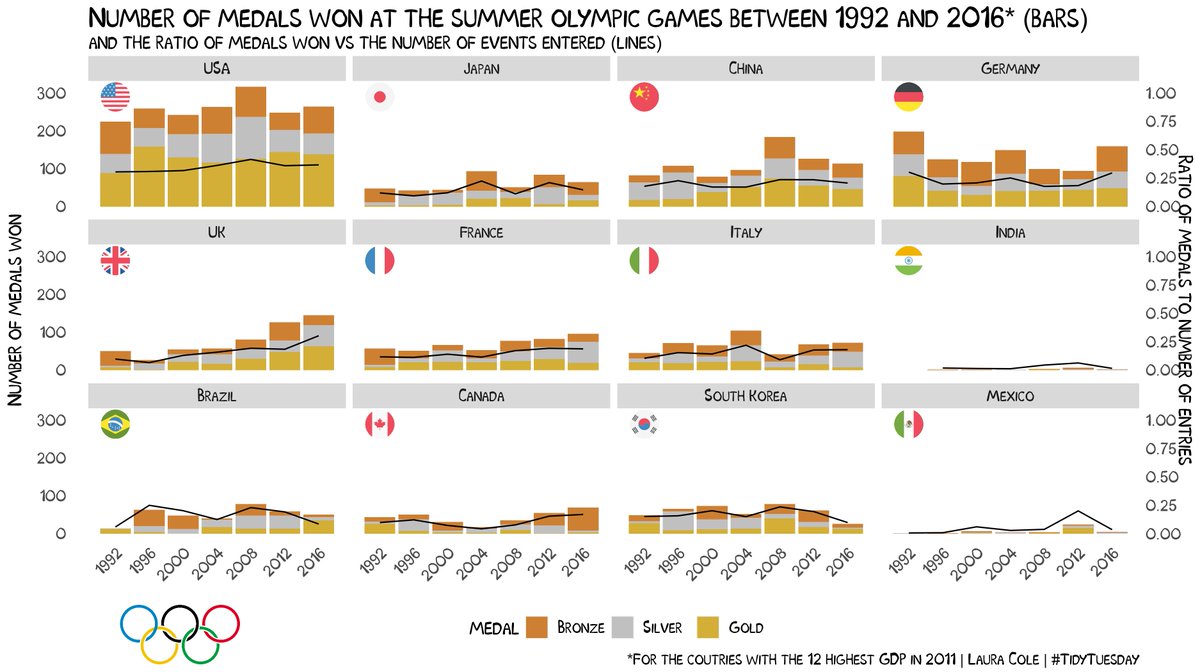 Number of medals won at the summer olympic games between 1992 and 2016* (bars)
and the ratio of medals won vs the number of events entered (lines)
USA Japan China Germany
300 1.00
200 0.75
0.50
100 0.25
0 0.00
UK France Italy India
300 1.00
200 0.75
0.50
100 0.25
0 0.00
Brazil Canada South Korea Mexico
300 1.00
200 0.75
0.50
100 0.25
0 0.00
1992 1996 2000 2004 2008 2012 2016 1992 1996 2000 2004 2008 2012 2016 1992 1996 2000 2004 2008 2012 2016 1992 1996 2000 2004 2008 2012 2016
Number of medals won
Ratio of medals to number of entries
medal Bronze Silver Gold
*For the coutries with the 12 highest GDP in 2011 | Laura Cole | #TidyTuesday